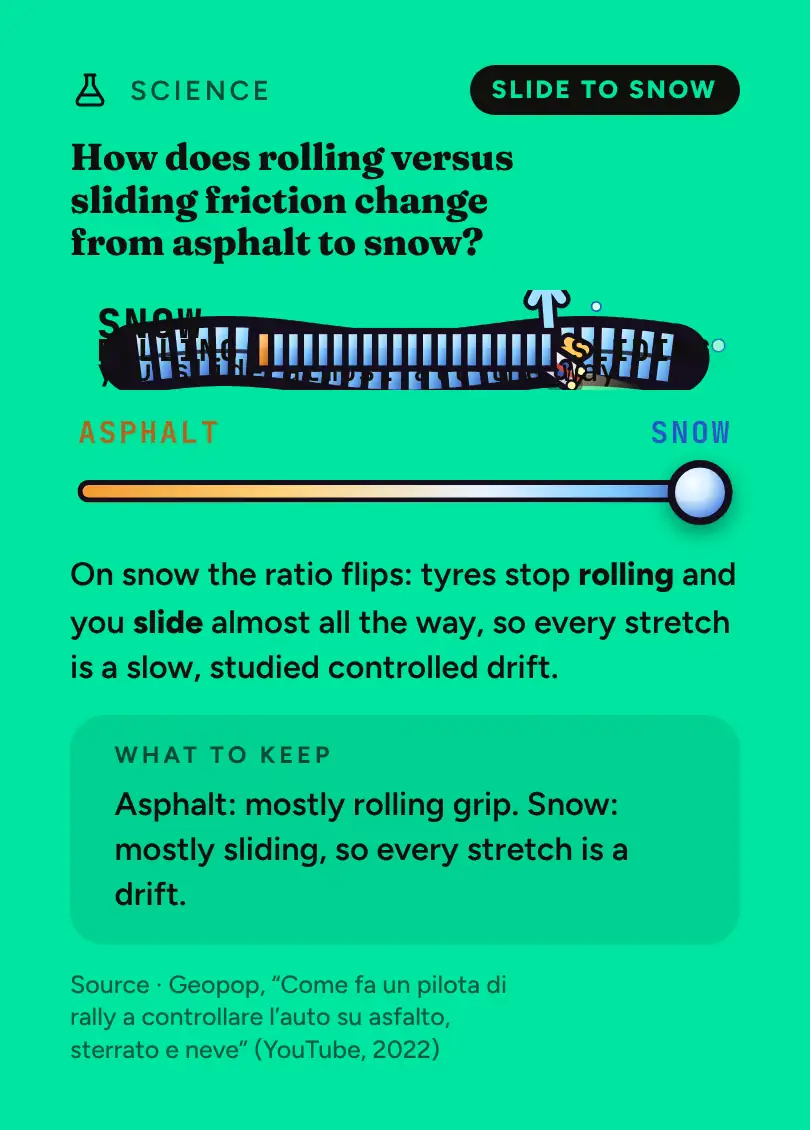 SCIENCE
SLIDE TO SNOW
How does rolling versus
sliding friction change
from asphalt to snow?
SNOW
ASPHALT
SNOW
On snow the ratio flips: tyres stop rolling and
you slide almost all the way, so every stretch
is a slow, studied controlled drift.
WHAT TO KEEP
Asphalt: mostly rolling grip. Snow:
mostly sliding, so every stretch is a
drift.
Source · Geopop, “Come fa un pilota di
rally a controllare l’auto su asfalto,
sterrato e neve” (YouTube, 2022)